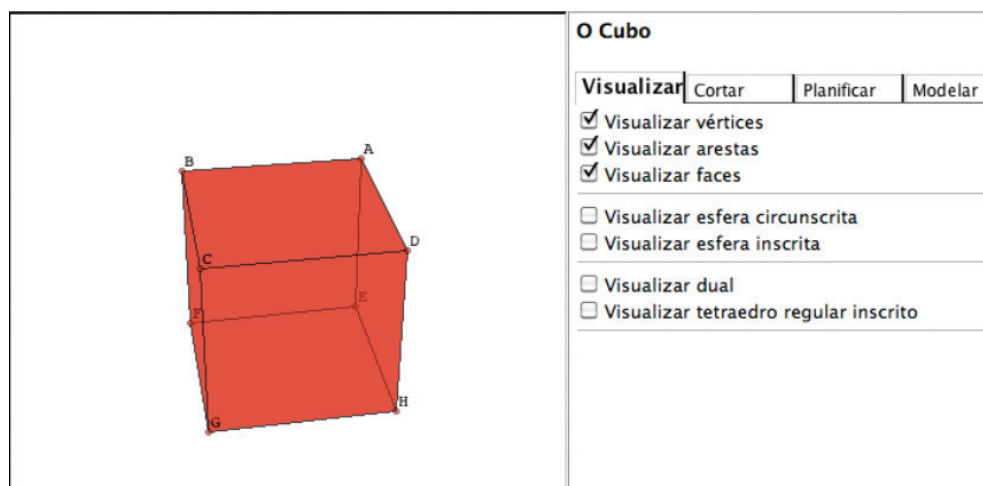 O Cubo
Visualizar Cortar Planificar Modelar
Visualizar vértices
Visualizar arestas
Visualizar faces
Visualizar esfera circunscrita
Visualizar esfera inscrita
Visualizar dual
Visualizar tetraedro regular inscrito
A
B
D
C
E
F
H
G